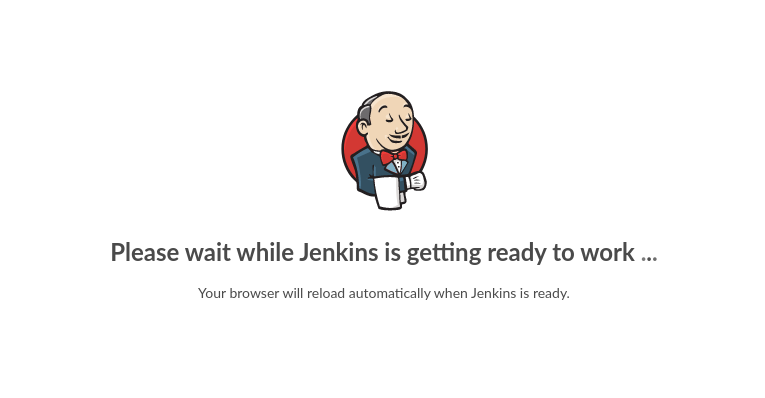 Please wait while Jenkins is getting ready to work ...
Your browser will reload automatically when Jenkins is ready.